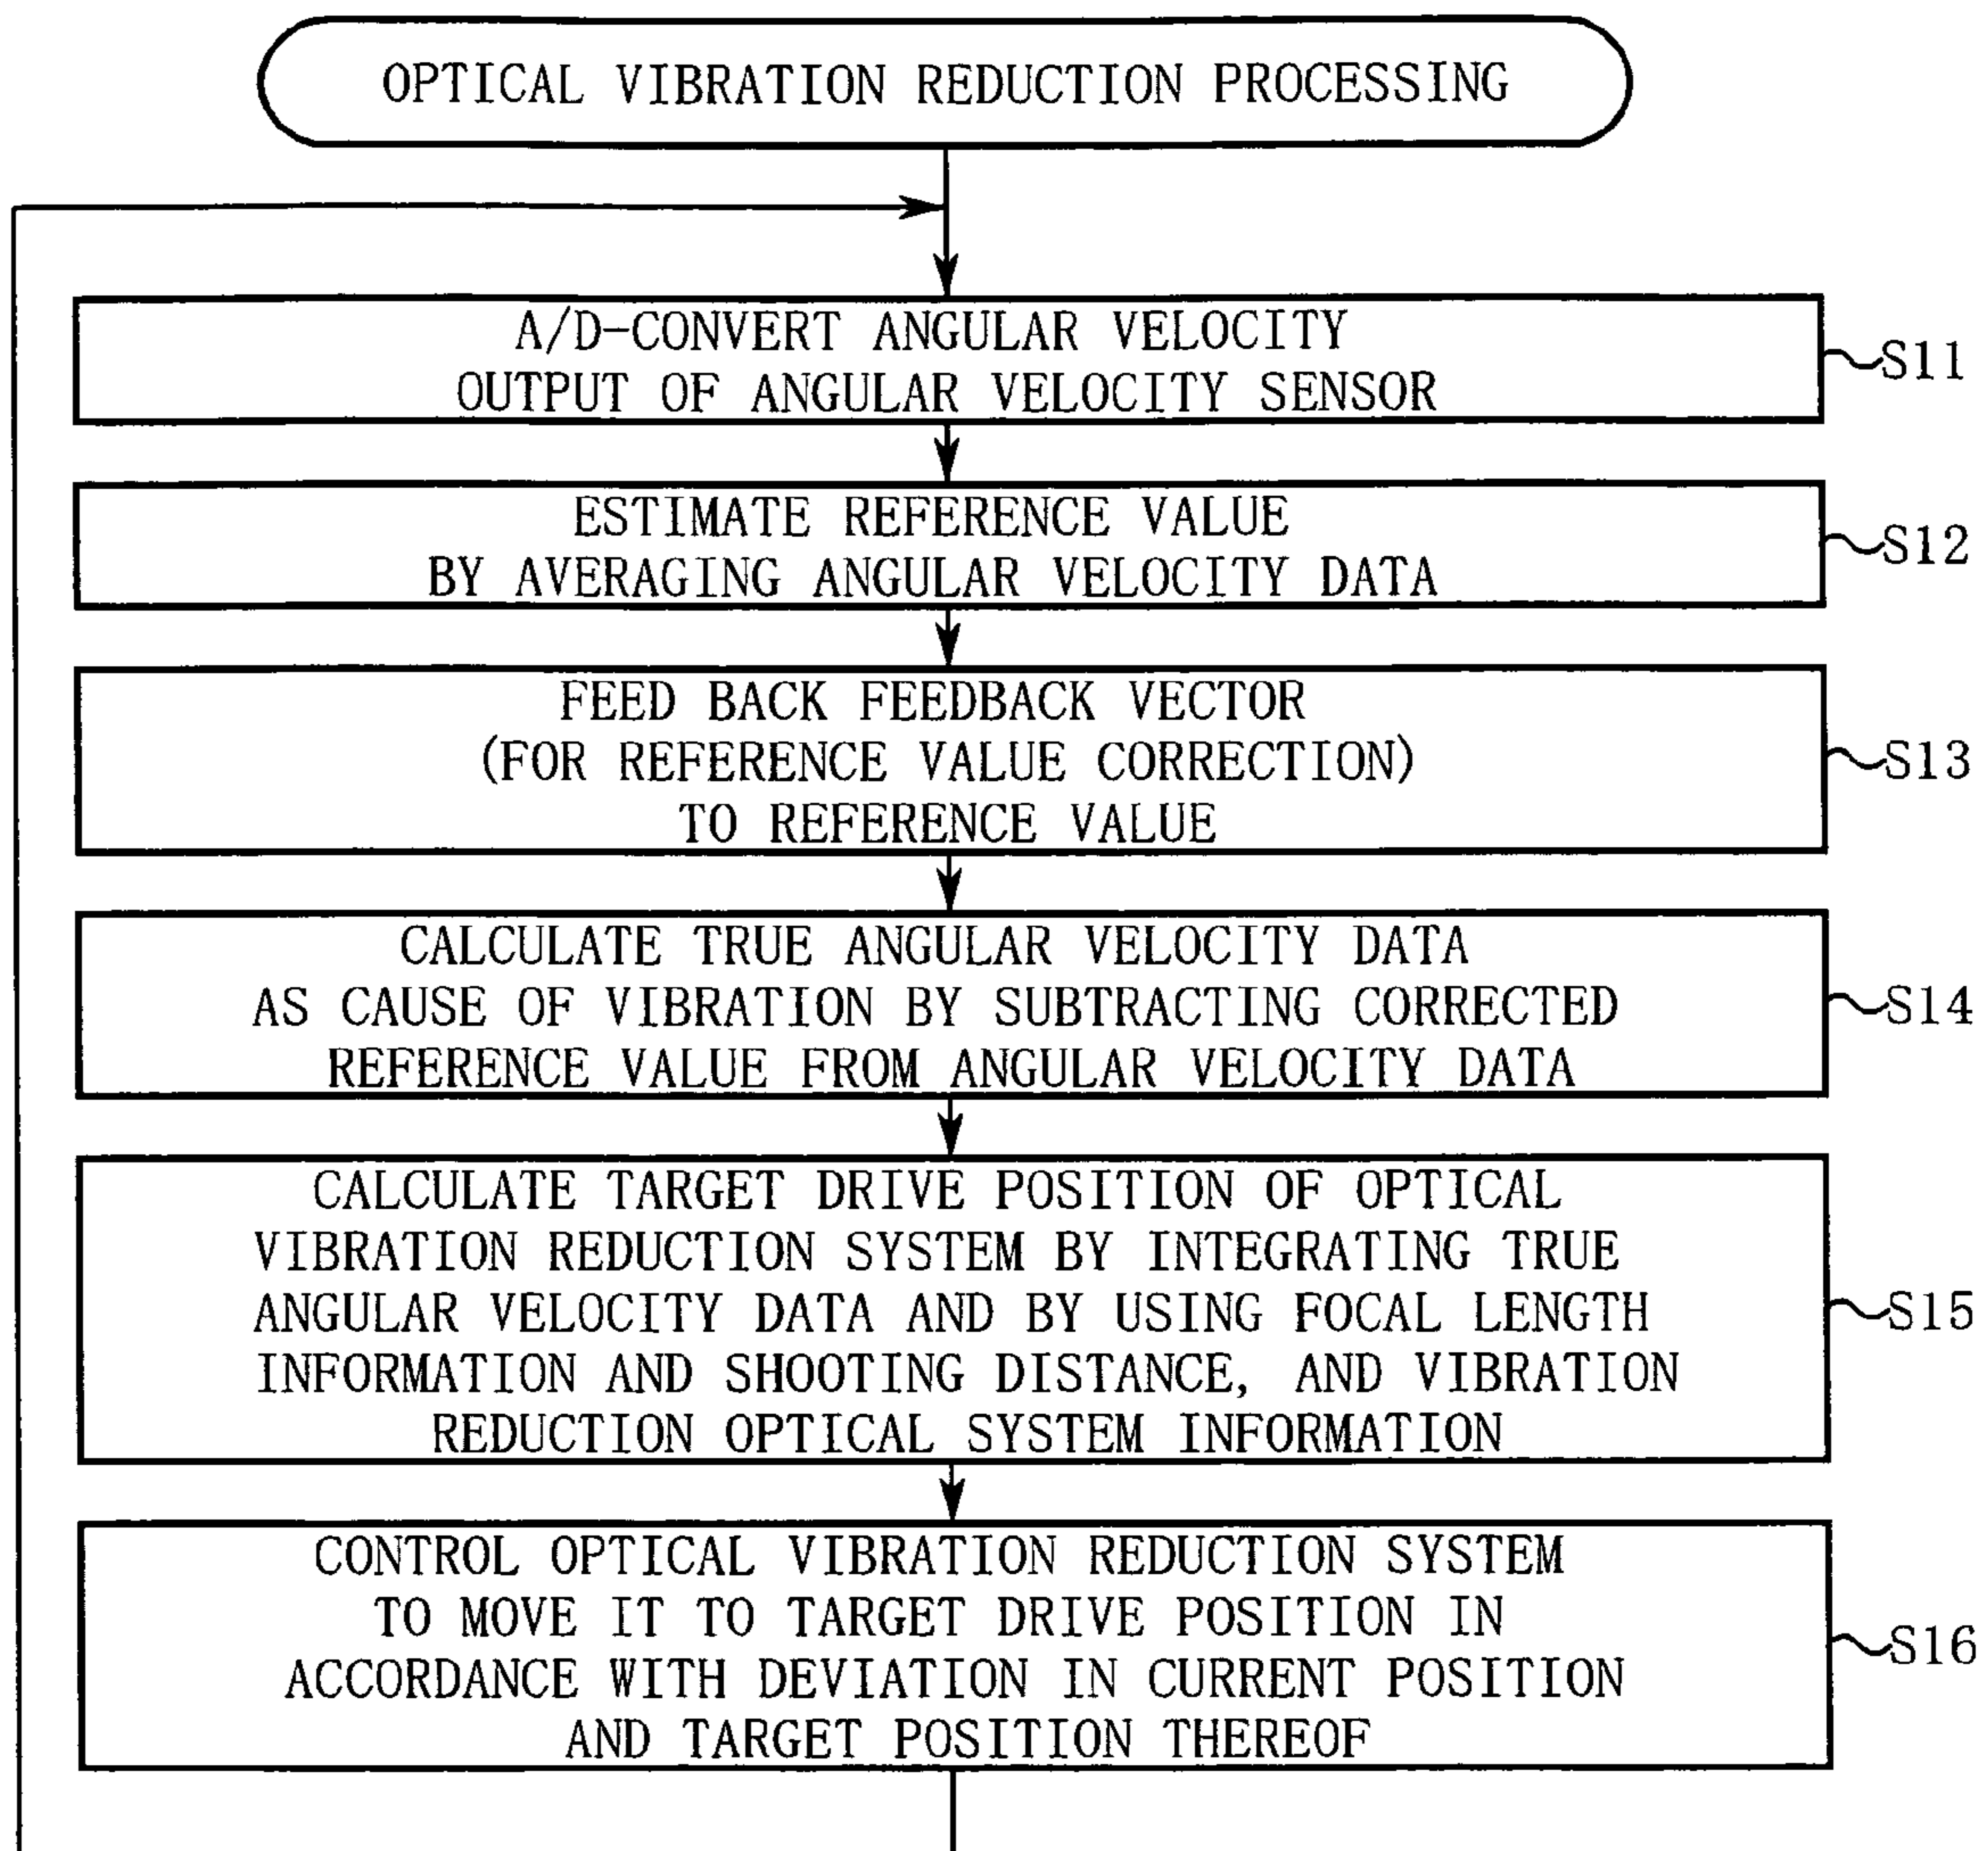 OPTICAL VIBRATION REDUCTION PROCESSING
A/D-CONVERT ANGULAR VELOCITY
OUTPUT OF ANGULAR VELOCITY SENSOR
S11
ESTIMATE REFERENCE VALUE
BY AVERAGING ANGULAR VELOCITY DATA
S12
FEED BACK FEEDBACK VECTOR
(FOR REFERENCE VALUE CORRECTION)
TO REFERENCE VALUE
S13
CALCULATE TRUE ANGULAR VELOCITY DATA
AS CAUSE OF VIBRATION BY SUBTRACTING CORRECTED
REFERENCE VALUE FROM ANGULAR VELOCITY DATA
S14
CALCULATE TARGET DRIVE POSITION OF OPTICAL
VIBRATION REDUCTION SYSTEM BY INTEGRATING TRUE
ANGULAR VELOCITY DATA AND BY USING FOCAL LENGTH
INFORMATION AND SHOOTING DISTANCE, AND VIBRATION
REDUCTION OPTICAL SYSTEM INFORMATION
S15
CONTROL OPTICAL VIBRATION REDUCTION SYSTEM
TO MOVE IT TO TARGET DRIVE POSITION IN
ACCORDANCE WITH DEVIATION IN CURRENT POSITION
AND TARGET POSITION THEREOF
S16